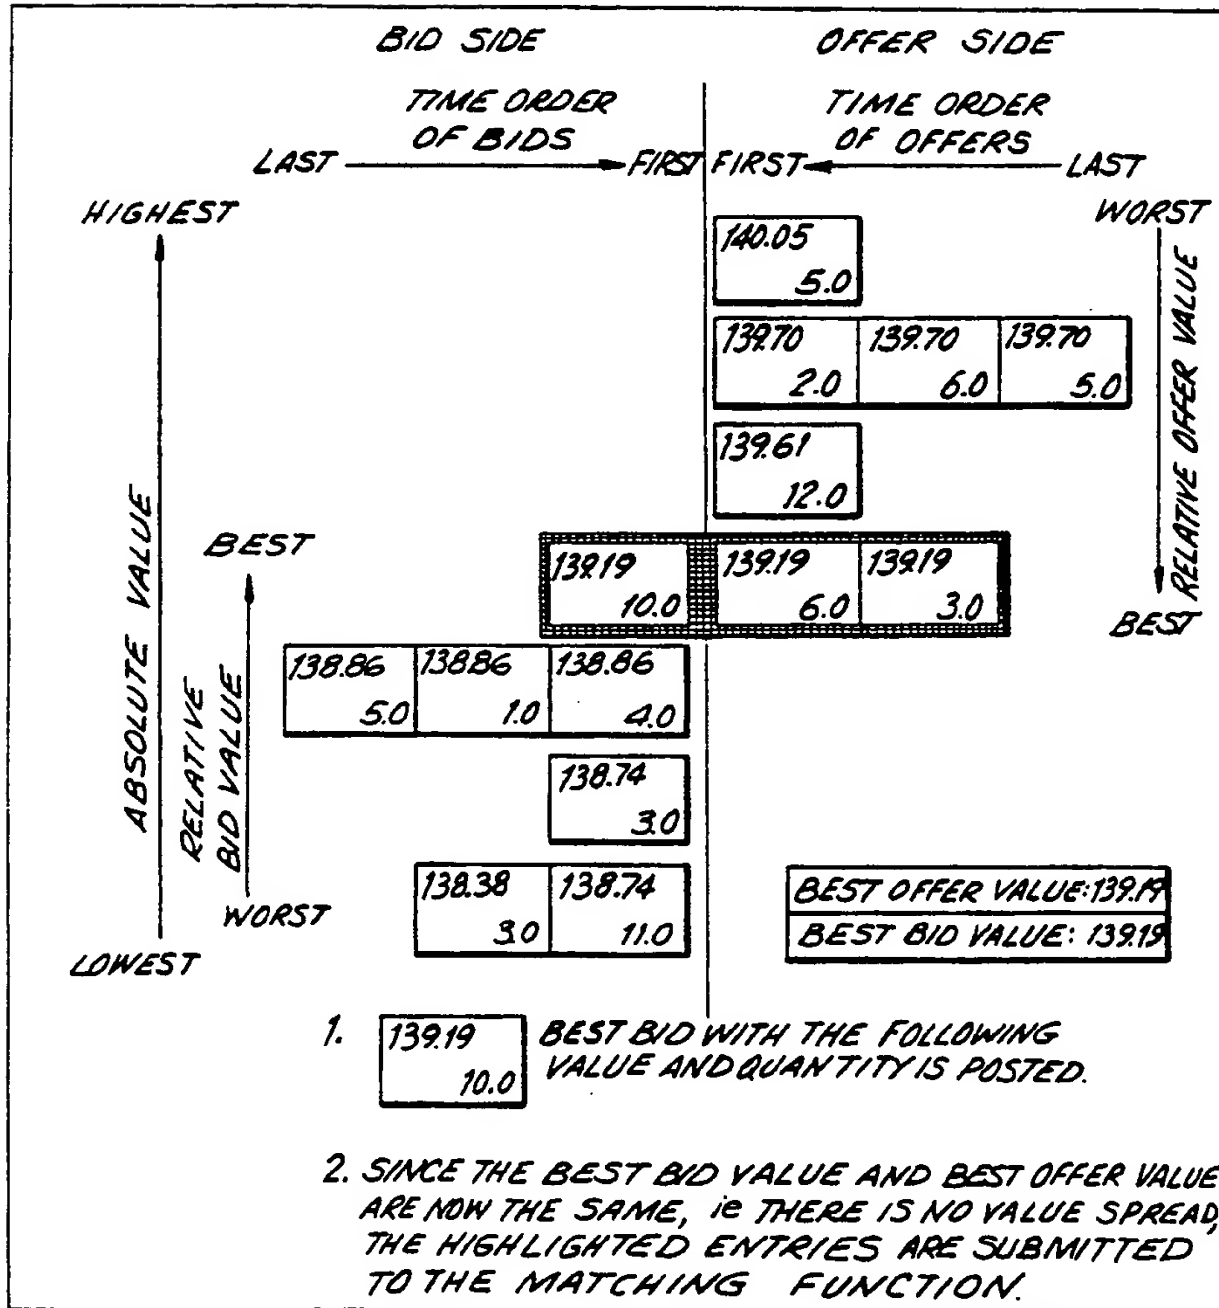 BID SIDE
OFFER SIDE
TIME ORDER
OF BIDS
TIME ORDER
OF OFFERS
LAST
FIRST
FIRST
LAST
HIGHEST
WORST
140.05
5.0
139.70
2.0
139.70
6.0
139.70
5.0
139.61
12.0
RELATIVE OFFER VALUE
ABSOLUTE VALUE
BEST
139.19
10.0
139.19
6.0
139.19
3.0
BEST
RELATIVE
BID VALUE
138.86
5.0
138.86
1.0
138.86
4.0
138.74
3.0
138.38
3.0
138.74
11.0
WORST
LOWEST
BEST OFFER VALUE: 139.19
BEST BID VALUE: 139.19
1.
139.19
10.0
BEST BID WITH THE FOLLOWING
VALUE AND QUANTITY IS POSTED.
2. SINCE THE BEST BID VALUE AND BEST OFFER VALUE
ARE NOW THE SAME, ie THERE IS NO VALUE SPREAD,
THE HIGHLIGHTED ENTRIES ARE SUBMITTED
TO THE MATCHING FUNCTION.